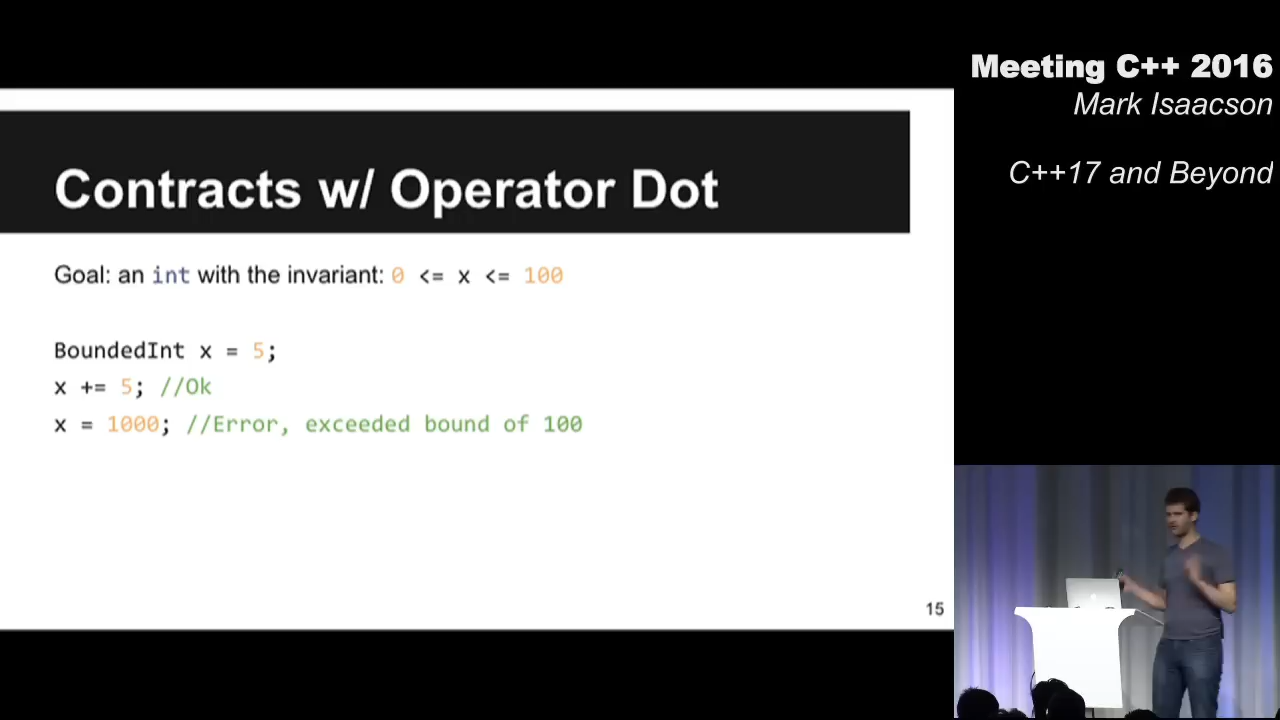 Meeting C++ 2016
Mark Isaacson
C++17 and Beyond
Contracts w/ Operator Dot
Goal: an int with the invariant: 0 <= x <= 100
BoundedInt x = 5;
x += 5; //Ok
x = 1000; //Error, exceeded bound of 100
15